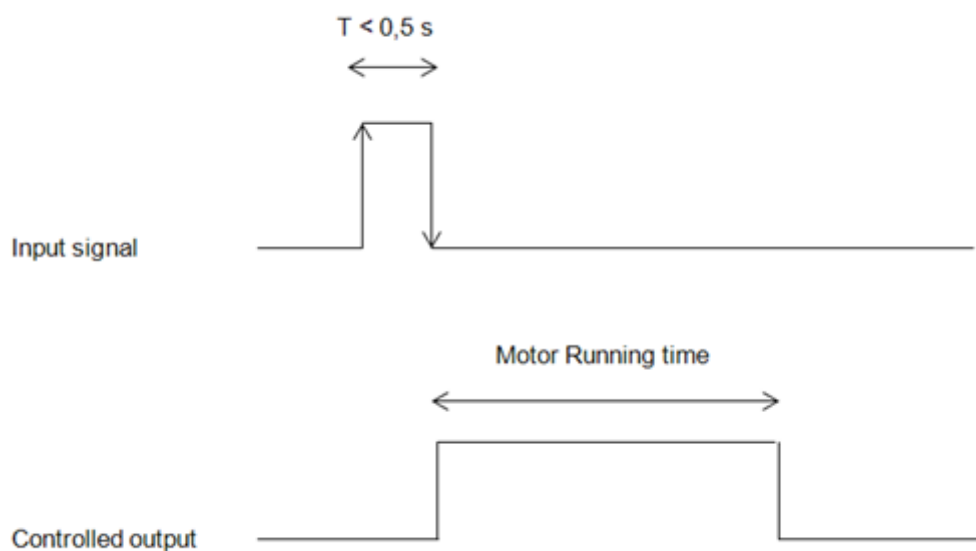 T < 0,5 s
Input signal
Motor Running time
Controlled output